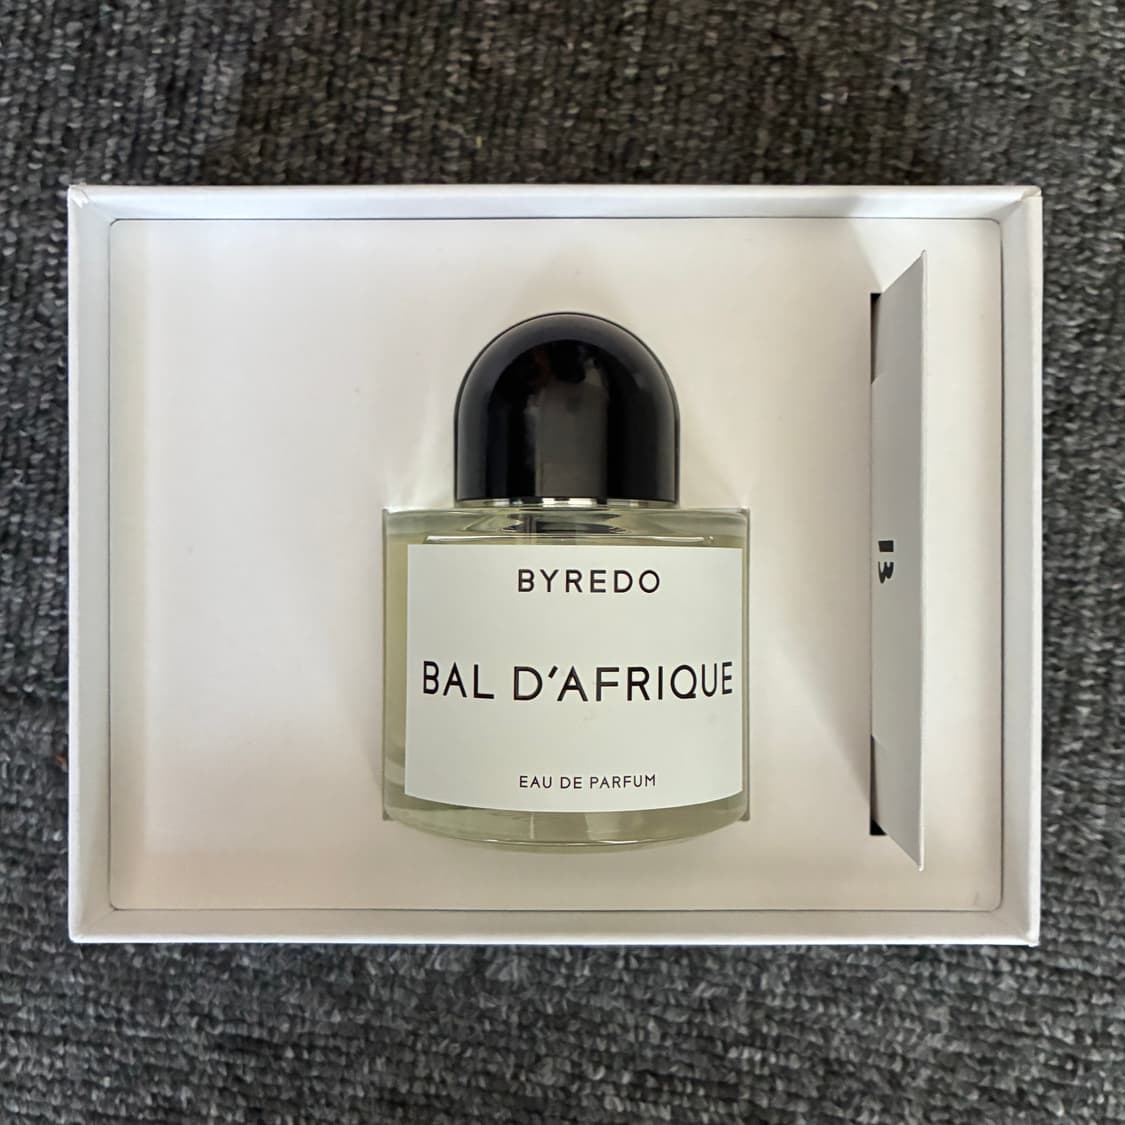 BYREDO
BAL D'AFRIQUE
EAU DE PARFUM